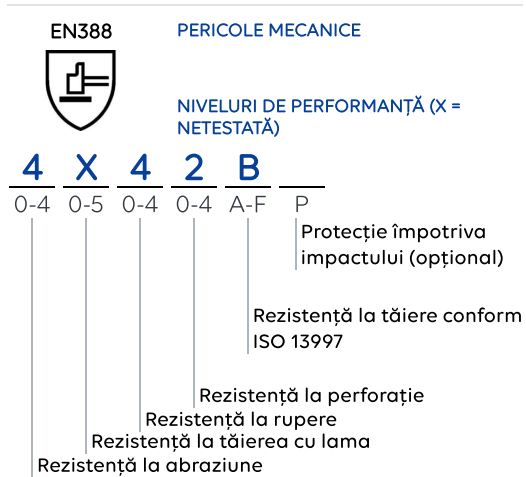 EN388
PERICOLE MECANICE
NIVELURI DE PERFORMANȚĂ (X =
NETESTATĂ)
4 X 4 2 B
0-4 0-5 0-4 0-4 A-F P
Protecție împotriva
impactului (opțional)
Rezistență la tăiere conform
ISO 13997
Rezistență la perforație
Rezistență la rupere
Rezistență la tăierea cu lama
Rezistență la abraziune